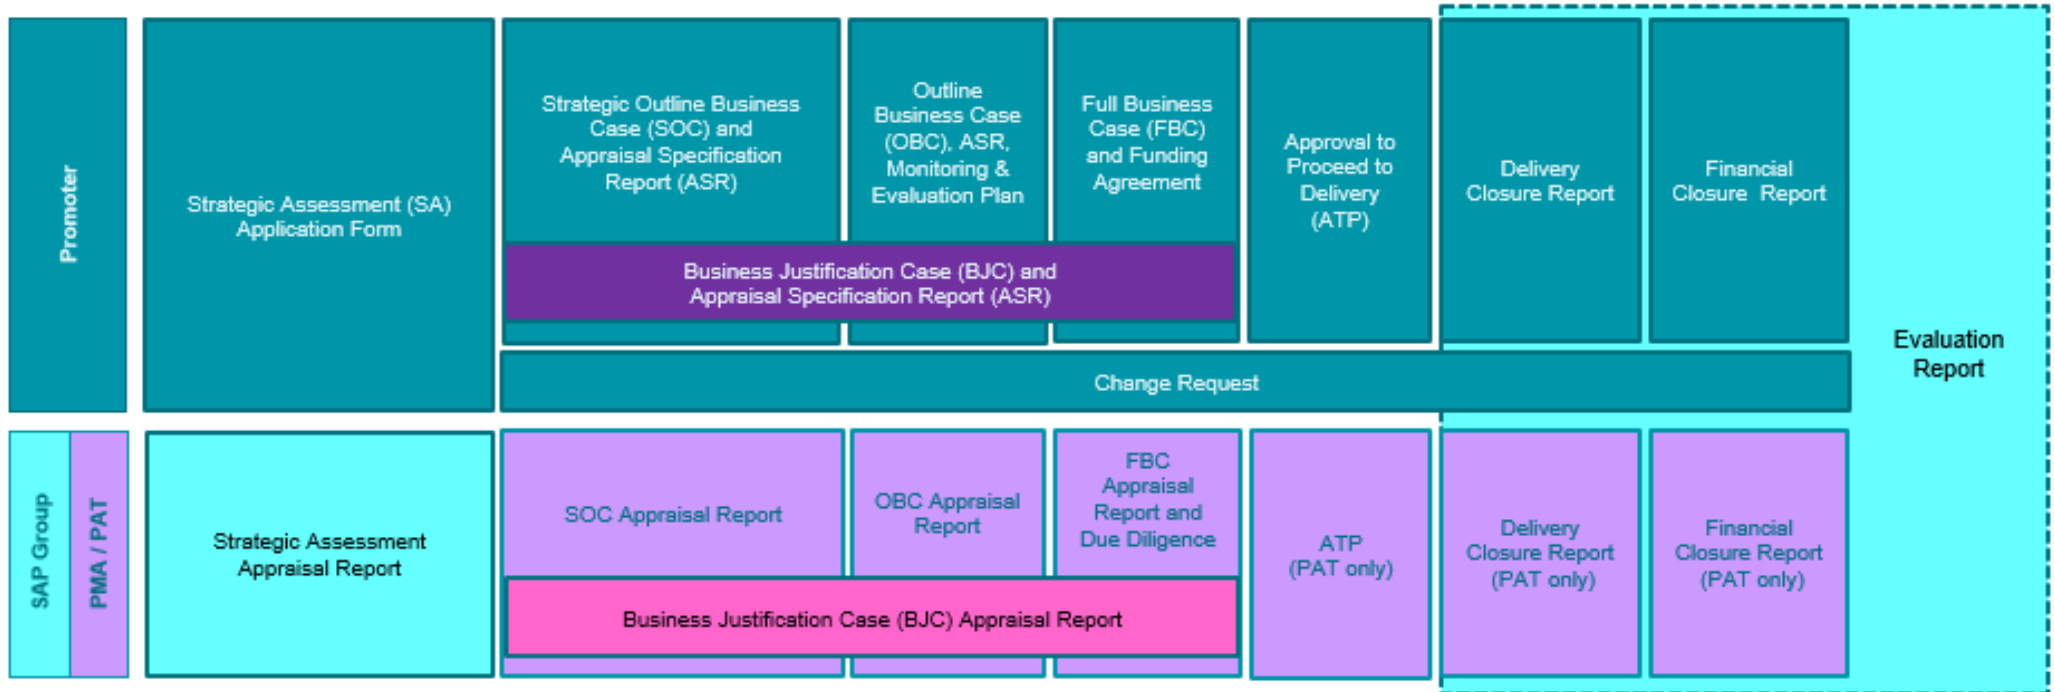 Promoter
Strategic Assessment (SA)
Application Form
Strategic Outline Business
Case (SOC) and
Appraisal Specification
Report (ASR)
Outline
Business Case
(OBC), ASR,
Monitoring &
Evaluation Plan
Full Business
Case (FBC)
and Funding
Agreement
Business Justification Case (BJC) and
Appraisal Specification Report (ASR)
Approval to
Proceed to
Delivery
(ATP)
Delivery
Closure Report
Financial
Closure Report
Change Request
Evaluation
Report
SAP Group
PMA / PAT
Strategic Assessment
Appraisal Report
SOC Appraisal Report
OBC Appraisal
Report
FBC
Appraisal
Report and
Due Diligence
Business Justification Case (BJC) Appraisal Report
ATP
(PAT only)
Delivery
Closure Report
(PAT only)
Financial
Closure Report
(PAT only)